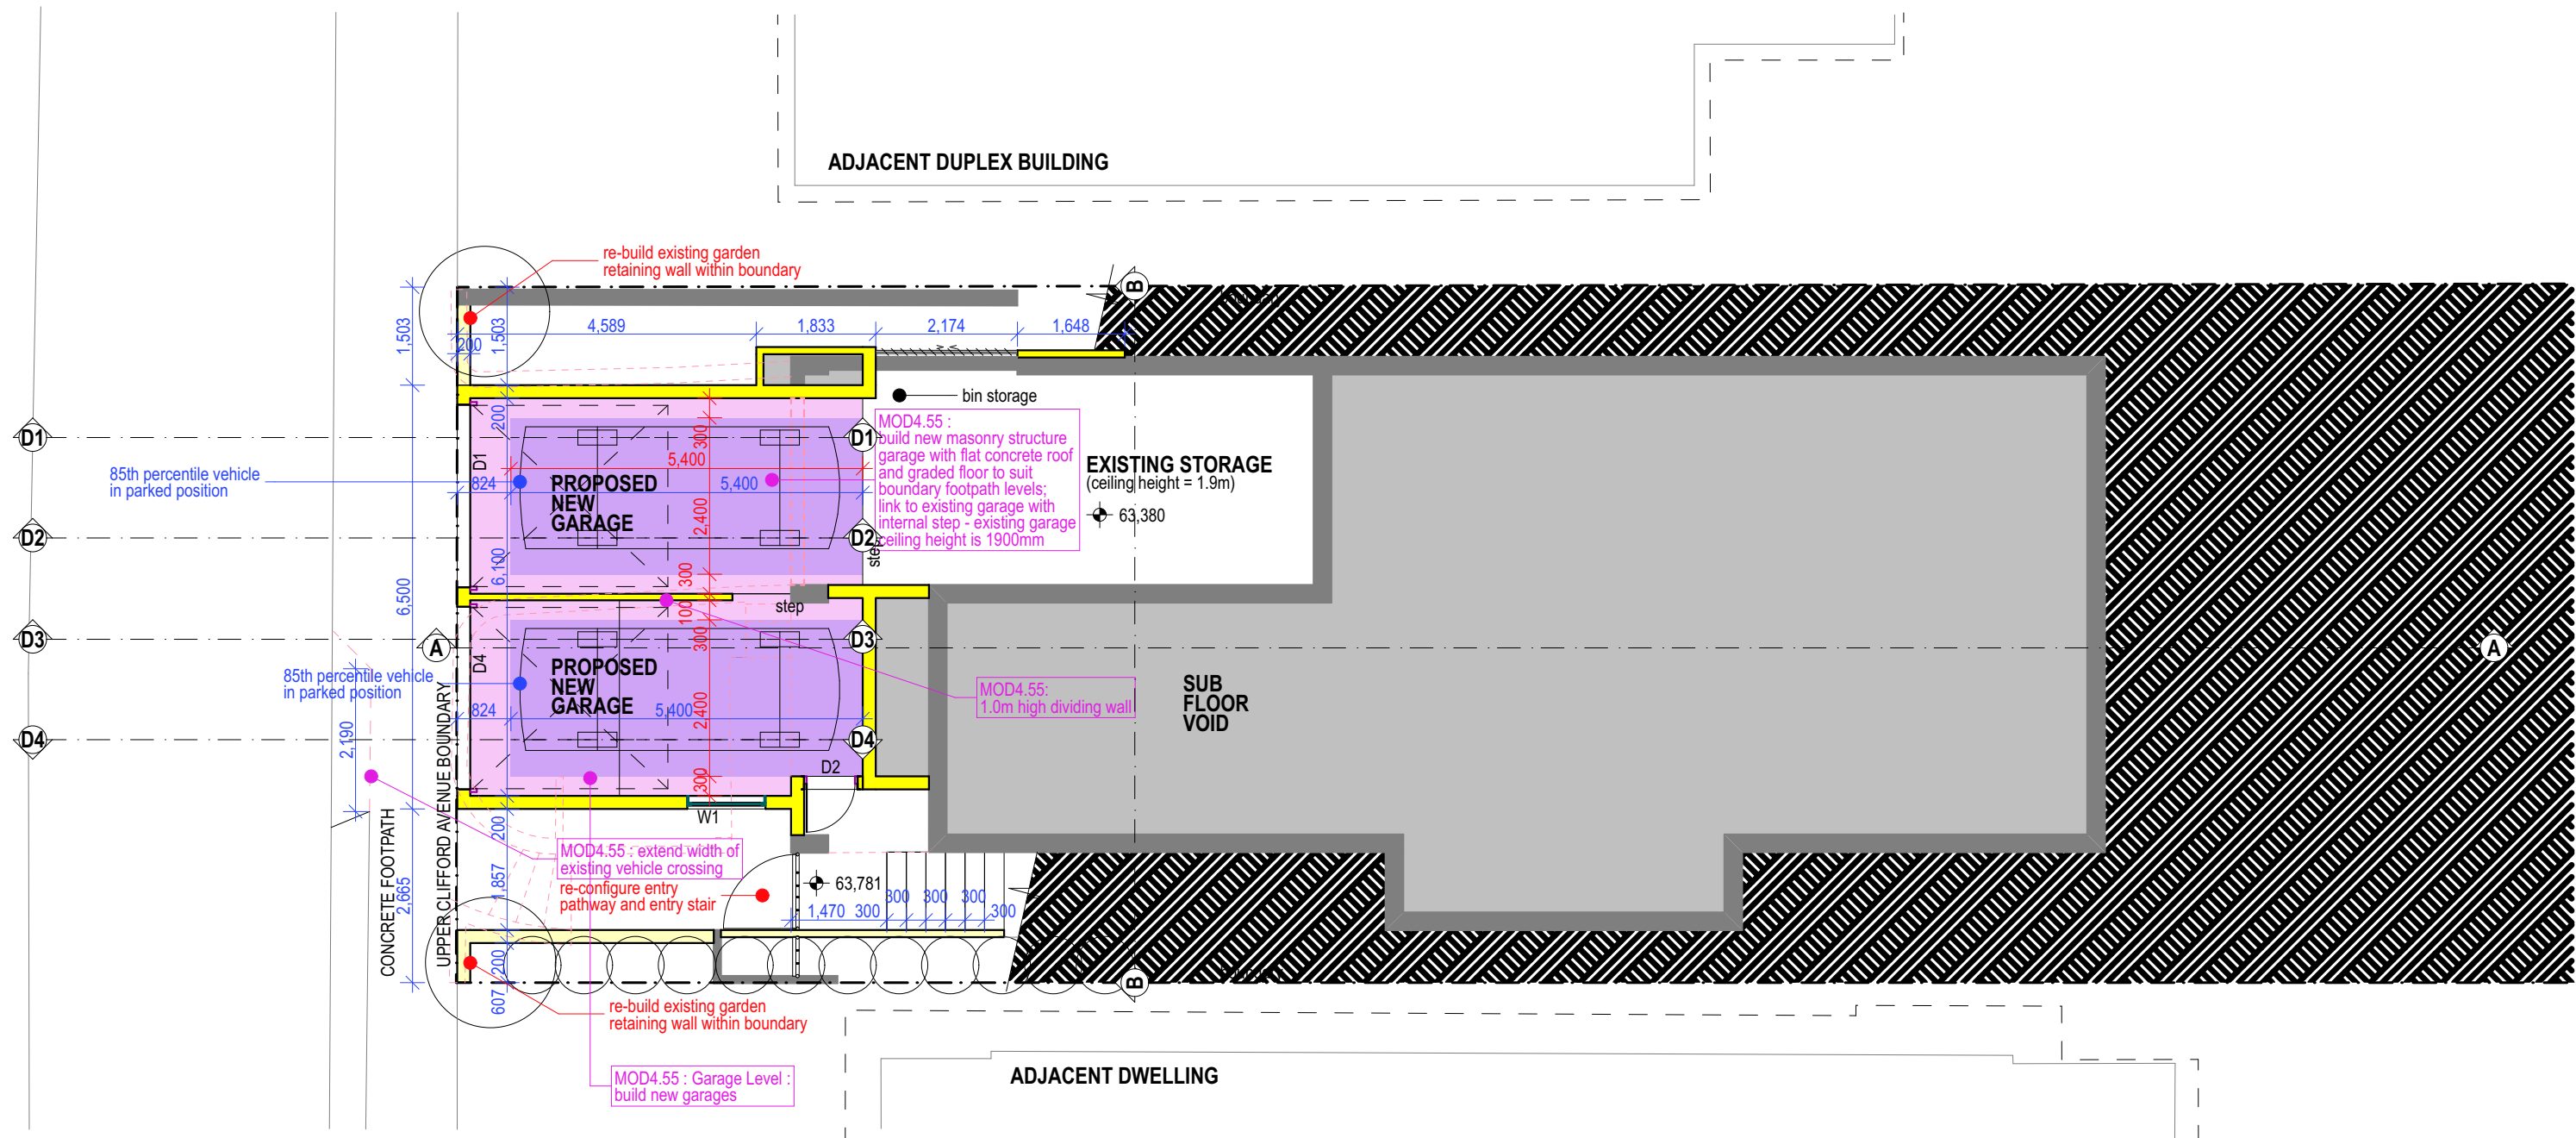 ADJACENT DUPLEX BUILDING
re-build existing garden
retaining wall within boundary
B
1,503
1,503
200
4,589
1,833
2,174
1,648
bin storage
D1
D1
D1
200
300
5,400
824
5,400
85th percentile vehicle
in parked position
PROPOSED
NEW
GARAGE
MOD4.55 :
build new masonry structure
garage with flat concrete roof
and graded floor to suit
boundary footpath levels;
link to existing garage with
internal step - existing garage
ceiling height is 1900mm
EXISTING STORAGE
(ceiling height = 1.9m)
63,380
2,400
D2
D2
step
6,100
300
6,500
100
step
D3
D3
300
A
A
D4
85th percentile vehicle
in parked position
PROPOSED
NEW
GARAGE
MOD4.55:
1.0m high dividing wall
SUB
FLOOR
VOID
2,190
824
5,400
2,400
D4
D4
D2
300
W1
200
CONCRETE FOOTPATH
UPPER CLIFFORD AVENUE BOUNDARY
MOD4.55 : extend width of
existing vehicle crossing
re-configure entry
pathway and entry stair
63,781
1,857
2,665
1,470
300
300
300
300
300
200
607
B
re-build existing garden
retaining wall within boundary
MOD4.55 : Garage Level :
build new garages
ADJACENT DWELLING